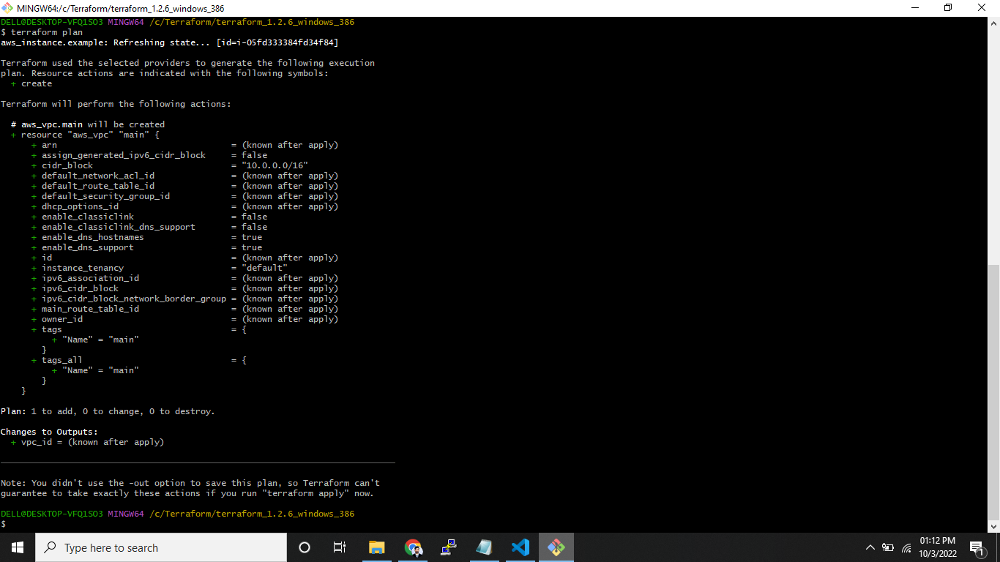 MINGW64:/c/Terraform/terraform_1.2.6_windows_386
DELL@DESKTOP-VFQ1SO3 MINGW64 /c/Terraform/terraform_1.2.6_windows_386
$ terraform plan
aws_instance.example: Refreshing state... [id=i-05fd333384fd34f84]
Terraform used the selected providers to generate the following execution
plan. Resource actions are indicated with the following symbols:
+ create
Terraform will perform the following actions:
# aws_vpc.main will be created
+ resource "aws_vpc" "main" {
+ arn = (known after apply)
+ assign_generated_ipv6_cidr_block = false
+ cidr_block = "10.0.0.0/16"
+ default_network_acl_id = (known after apply)
+ default_route_table_id = (known after apply)
+ default_security_group_id = (known after apply)
+ dhcp_options_id = (known after apply)
+ enable_classiclink = false
+ enable_classiclink_dns_support = false
+ enable_dns_hostnames = true
+ enable_dns_support = true
+ id = (known after apply)
+ instance_tenancy = "default"
+ ipv6_association_id = (known after apply)
+ ipv6_cidr_block = (known after apply)
+ ipv6_cidr_block_network_border_group = (known after apply)
+ main_route_table_id = (known after apply)
+ owner_id = (known after apply)
+ tags = {
+ "Name" = "main"
}
+ tags_all = {
+ "Name" = "main"
}
}
Plan: 1 to add, 0 to change, 0 to destroy.
Changes to Outputs:
+ vpc_id = (known after apply)
Note: You didn't use the -out option to save this plan, so Terraform can't
guarantee to take exactly these actions if you run "terraform apply" now.
DELL@DESKTOP-VFQ1SO3 MINGW64 /c/Terraform/terraform_1.2.6_windows_386
$
Type here to search
01:12 PM
10/3/2022
1